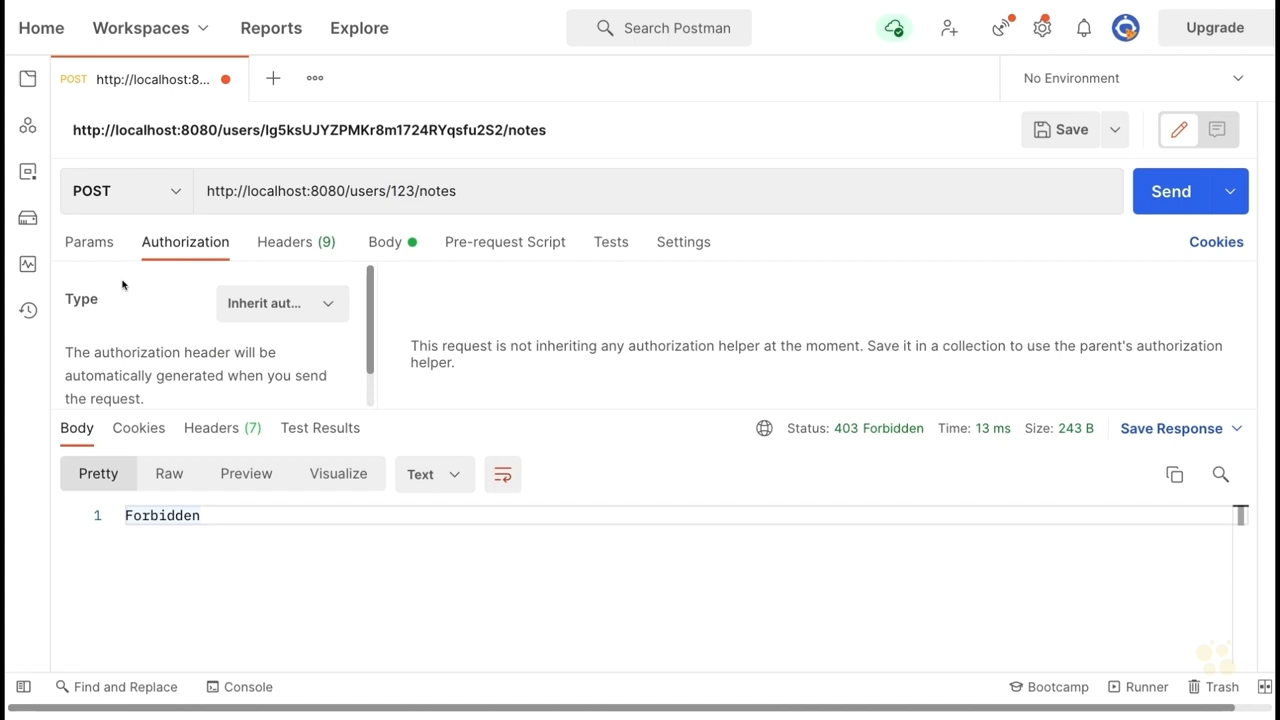 Home Workspaces Reports Explore Search Postman Upgrade
POST http://localhost:8... No Environment
http://localhost:8080/users/lg5ksUJYZPMKr8m1724RYqsfu2S2/notes Save
POST http://localhost:8080/users/123/notes Send
Params Authorization Headers (9) Body Pre-request Script Tests Settings Cookies
Type Inherit aut...
The authorization header will be
automatically generated when you send
the request.
This request is not inheriting any authorization helper at the moment. Save it in a collection to use the parent's authorization
helper.
Body Cookies Headers (7) Test Results Status: 403 Forbidden Time: 13 ms Size: 243 B Save Response
Pretty Raw Preview Visualize Text
1 Forbidden
Find and Replace Console Bootcamp Runner Trash